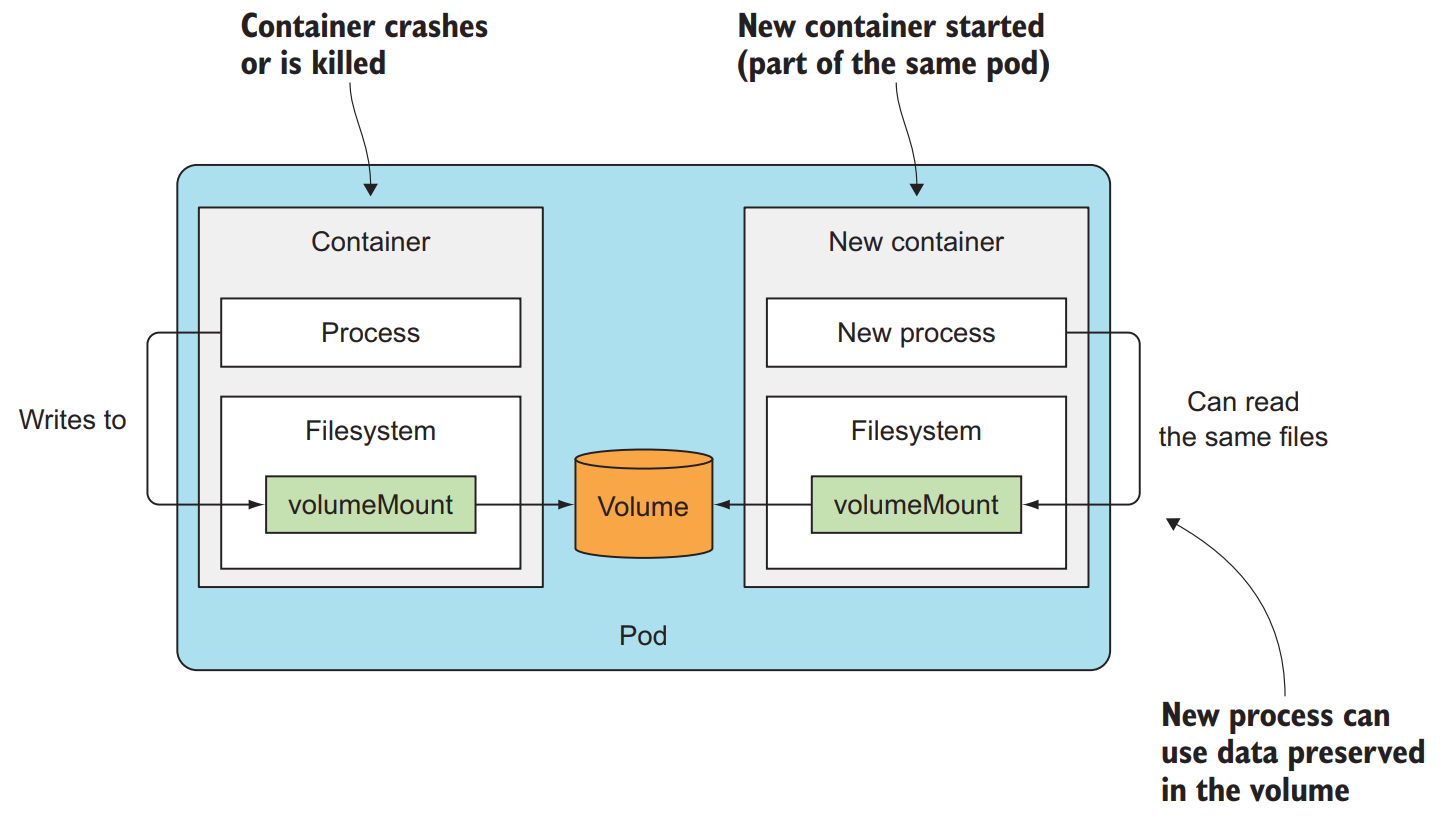 Container crashes
or is killed
New container started
(part of the same pod)
Container
New container
Process
New process
Writes to
Can read
the same files
Filesystem
Filesystem
volumeMount
Volume
volumeMount
Pod
New process can
use data preserved
in the volume